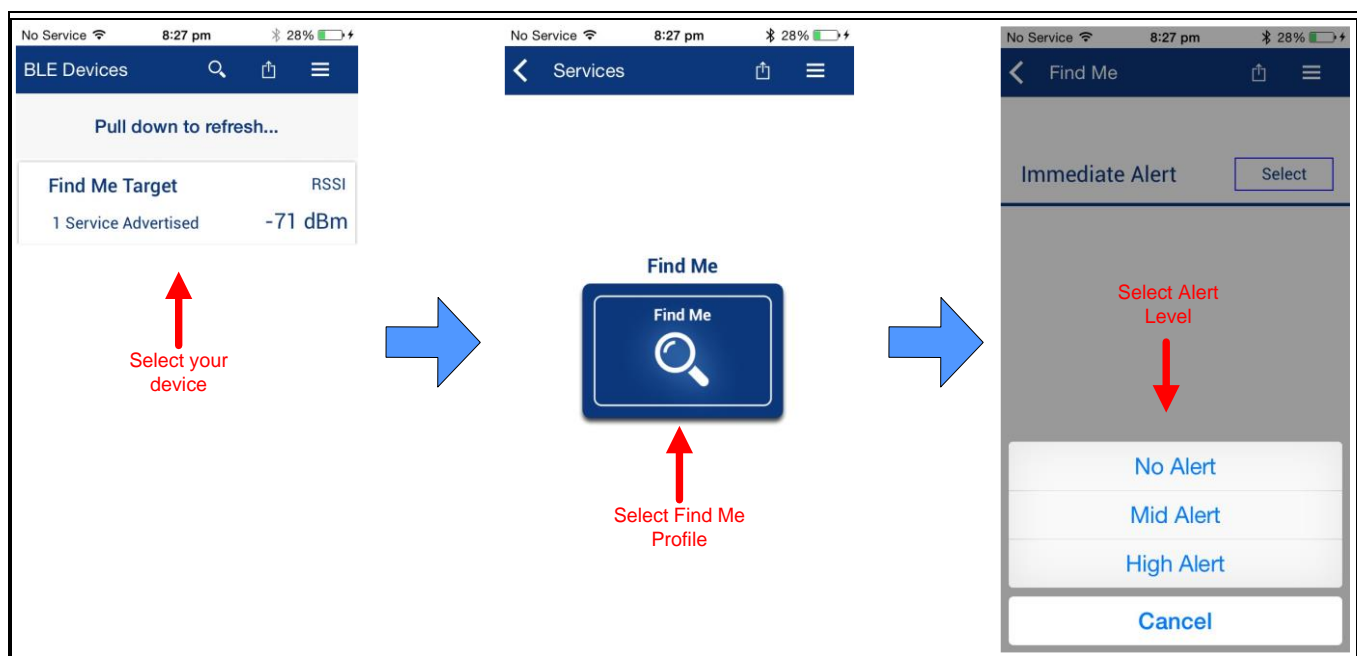 No Service 8:27 pm 28%
BLE Devices
Pull down to refresh...
Find Me Target RSSI
1 Service Advertised -71 dBm
Select your
device
No Service 8:27 pm 28%
Services
Find Me
Find Me
Select Find Me
Profile
No Service 8:27 pm 28%
Find Me
Immediate Alert Select
Select Alert
Level
No Alert
Mid Alert
High Alert
Cancel